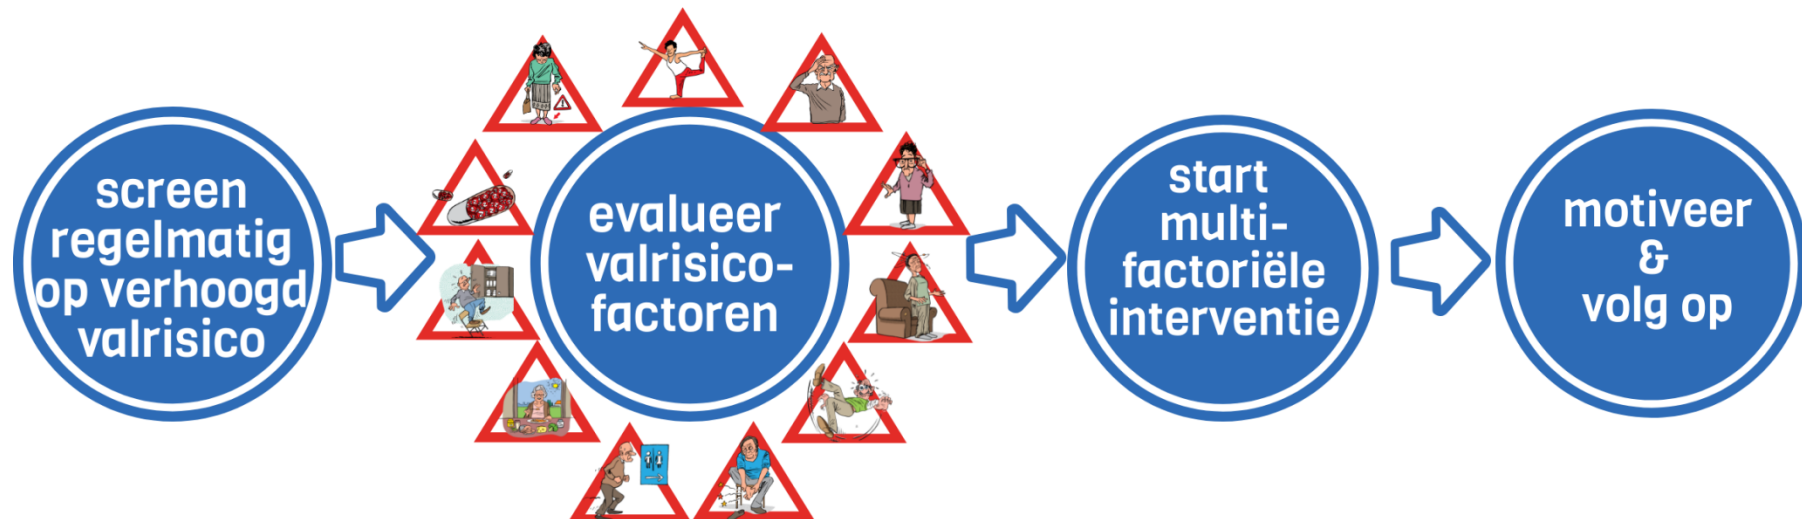 screen
regelmatig
op verhoogd
valrisico
evalueer
valrisico-
factoren
start
multi-
factoriële
interventie
motiveer
&
volg op